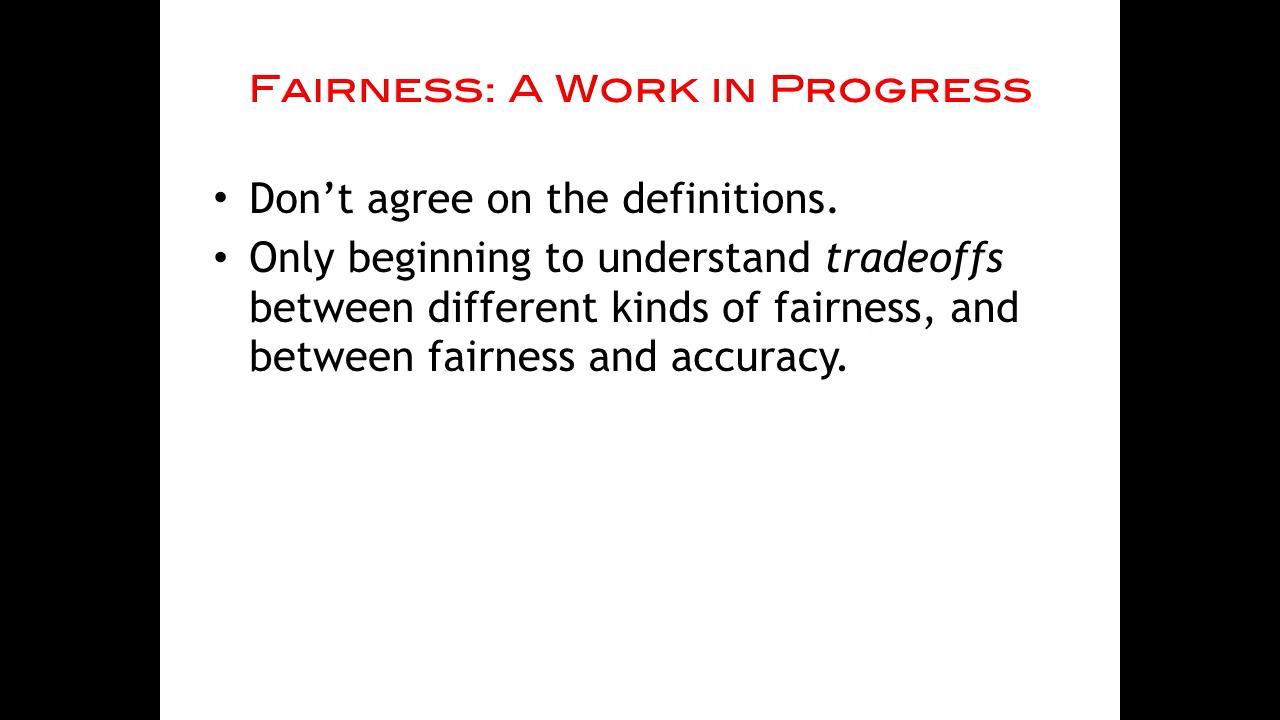 Fairness: A Work in Progress
• Don’t agree on the definitions.
• Only beginning to understand tradeoffs
between different kinds of fairness, and
between fairness and accuracy.